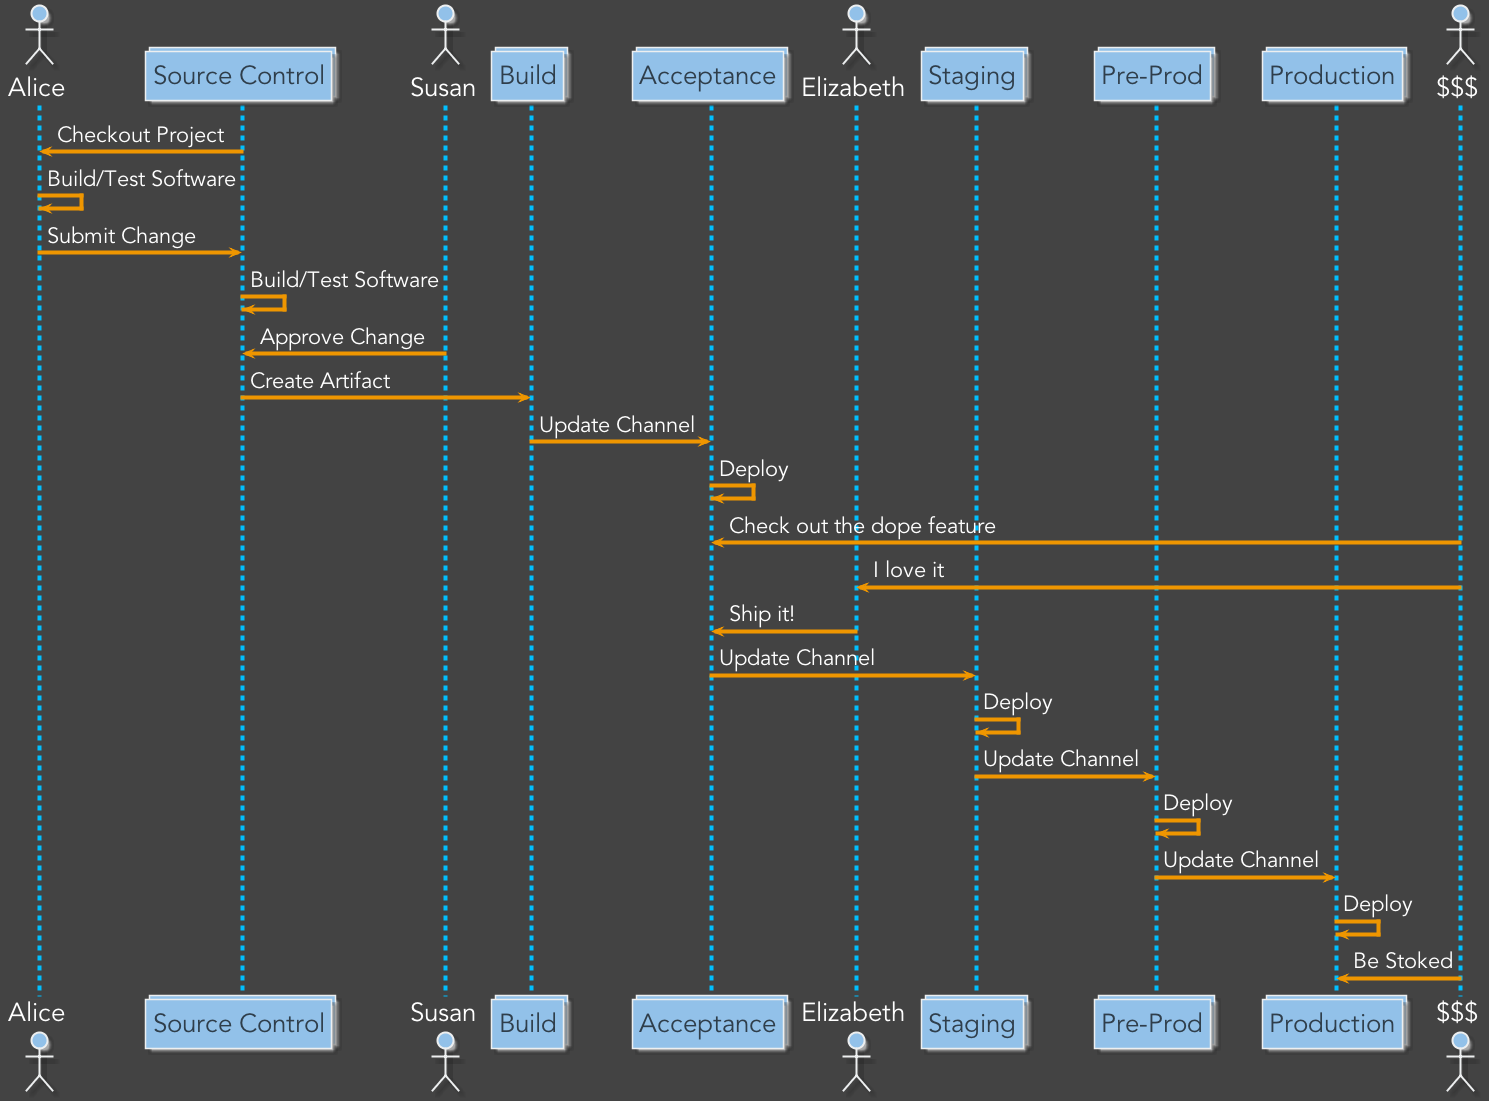 Alice
Source Control
Susan
Build
Acceptance
Elizabeth
Staging
Pre-Prod
Production
$$$
Checkout Project
Build/Test Software
Submit Change
Build/Test Software
Approve Change
Create Artifact
Update Channel
Deploy
Check out the dope feature
I love it
Ship it!
Update Channel
Deploy
Update Channel
Deploy
Update Channel
Deploy
Be Stoked
Alice
Source Control
Susan
Build
Acceptance
Elizabeth
Staging
Pre-Prod
Production
$$$